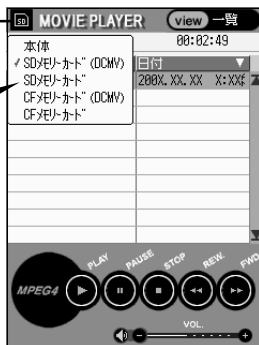 SD MOVIE PLAYER view 一覧
00:02:49
本体
✓ SDﾒﾓﾘｰｶｰﾄﾞ (DCMV)
SDﾒﾓﾘｰｶｰﾄﾞ
CFﾒﾓﾘｰｶｰﾄﾞ (DCMV)
CFﾒﾓﾘｰｶｰﾄﾞ
日付 ▼
200X.XX.XX X:XX
MPEG4
PLAY PAUSE STOP REW. FWD
VOL.